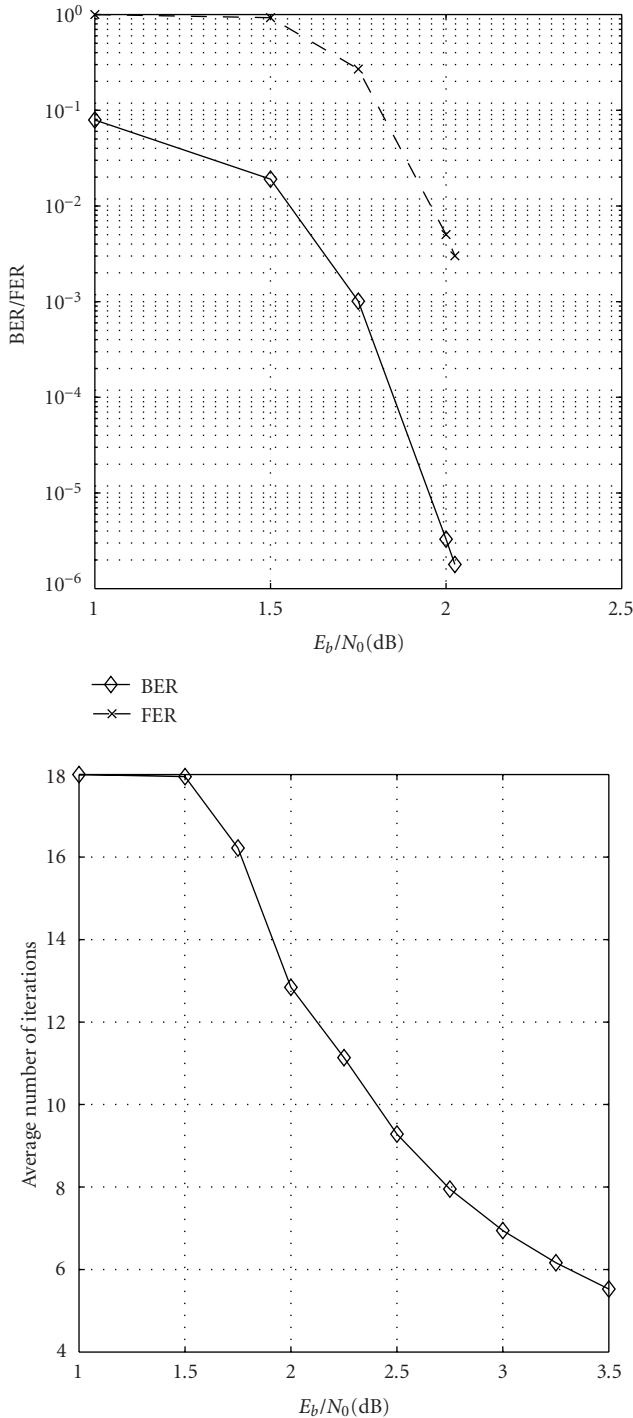 10^0
10^−1
10^−2
10^−3
10^−4
10^−5
10^−6
BER/FER
1 1.5 2 2.5
E_b/N_0(dB)
BER
FER
18
16
14
12
10
8
6
4
Average number of iterations
1 1.5 2 2.5 3 3.5
E_b/N_0(dB)